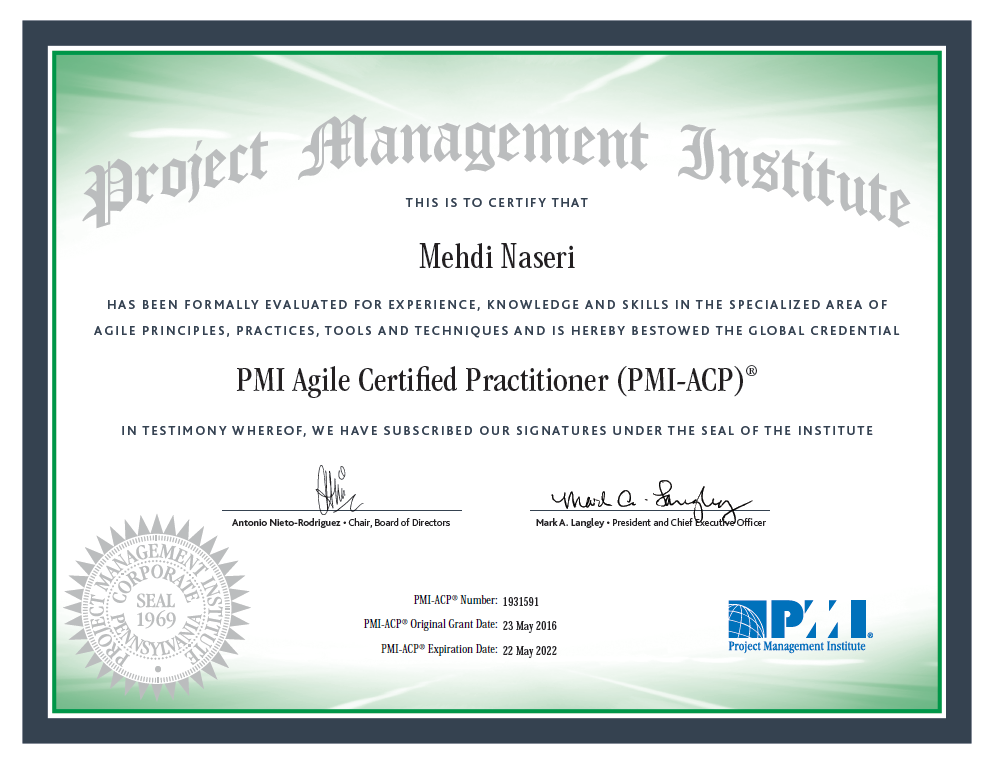 Project Management Institute
THIS IS TO CERTIFY THAT
Mehdi Naseri
HAS BEEN FORMALLY EVALUATED FOR EXPERIENCE, KNOWLEDGE AND SKILLS IN THE SPECIALIZED AREA OF
AGILE PRINCIPLES, PRACTICES, TOOLS AND TECHNIQUES AND IS HEREBY BESTOWED THE GLOBAL CREDENTIAL
PMI Agile Certified Practitioner (PMI-ACP)®
IN TESTIMONY WHEREOF, WE HAVE SUBSCRIBED OUR SIGNATURES UNDER THE SEAL OF THE INSTITUTE
Mark A. Langley
Antonio Nieto-Rodriguez • Chair, Board of Directors
Mark A. Langley • President and Chief Executive Officer
PROJECT MANAGEMENT INSTITUTE
CORPORATE
SEAL
1969
PENNSYLVANIA
PMI-ACP® Number: 1931591
PMI-ACP® Original Grant Date: 23 May 2016
PMI-ACP® Expiration Date: 22 May 2022
PMI®
Project Management Institute